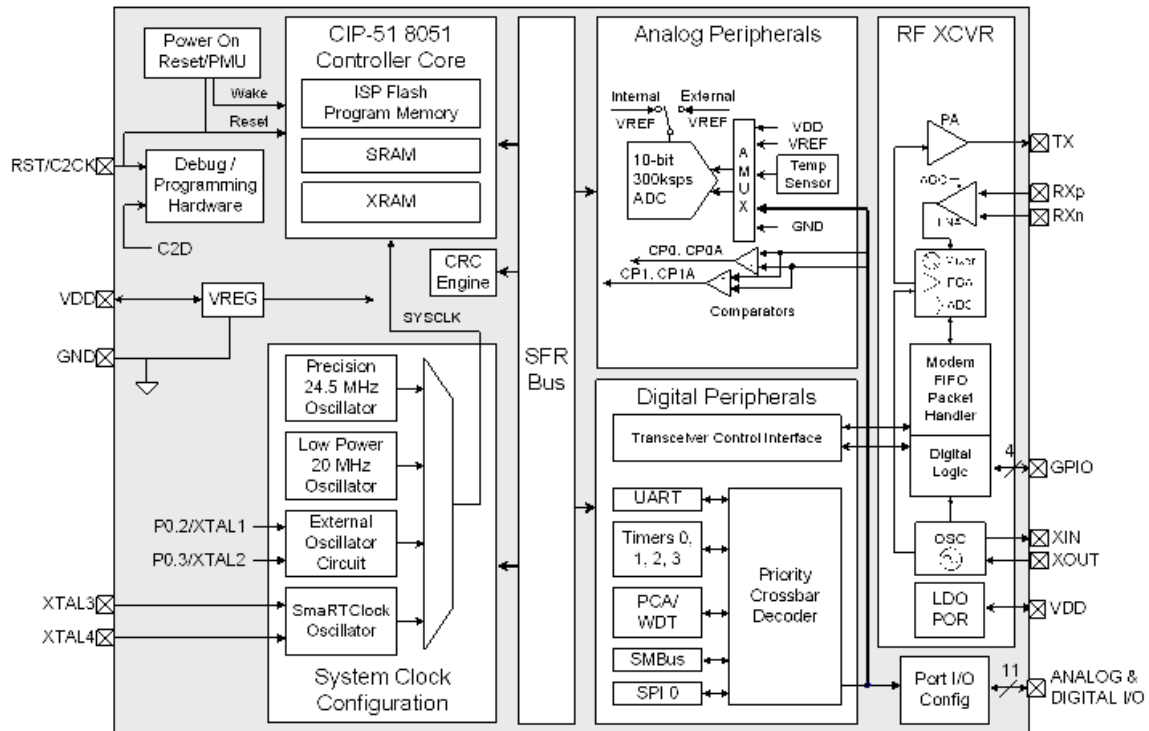 Power On
Reset/PMU
Wake
Reset
RST/C2CK
Debug /
Programming
Hardware
C2D
VDD
VREG
GND
CIP-51 8051
Controller Core
ISP Flash
Program Memory
SRAM
XRAM
CRC
Engine
SYSCLK
Precision
24.5 MHz
Oscillator
Low Power
20 MHz
Oscillator
P0.2/XTAL1
P0.3/XTAL2
External
Oscillator
Circuit
XTAL3
XTAL4
SmaRTClock
Oscillator
System Clock
Configuration
SFR
Bus
Analog Peripherals
Internal
External
VREF
VREF
10-bit
300ksps
ADC
A
M
U
X
VDD
VREF
Temp
Sensor
GND
CP0, CP0A
CP1, CP1A
+
-
+
-
Comparators
Digital Peripherals
Transceiver Control Interface
UART
Timers 0,
1, 2, 3
PCA/
WDT
SMBus
SPI 0
Priority
Crossbar
Decoder
RF XCVR
PA
LNA
Mixer
PGA
ADC
Modem
FIFO
Packet
Handler
Digital
Logic
OSC
LDO
POR
Port I/O
Config
TX
RXp
RXn
4
GPIO
XIN
XOUT
VDD
11
ANALOG &
DIGITAL I/O